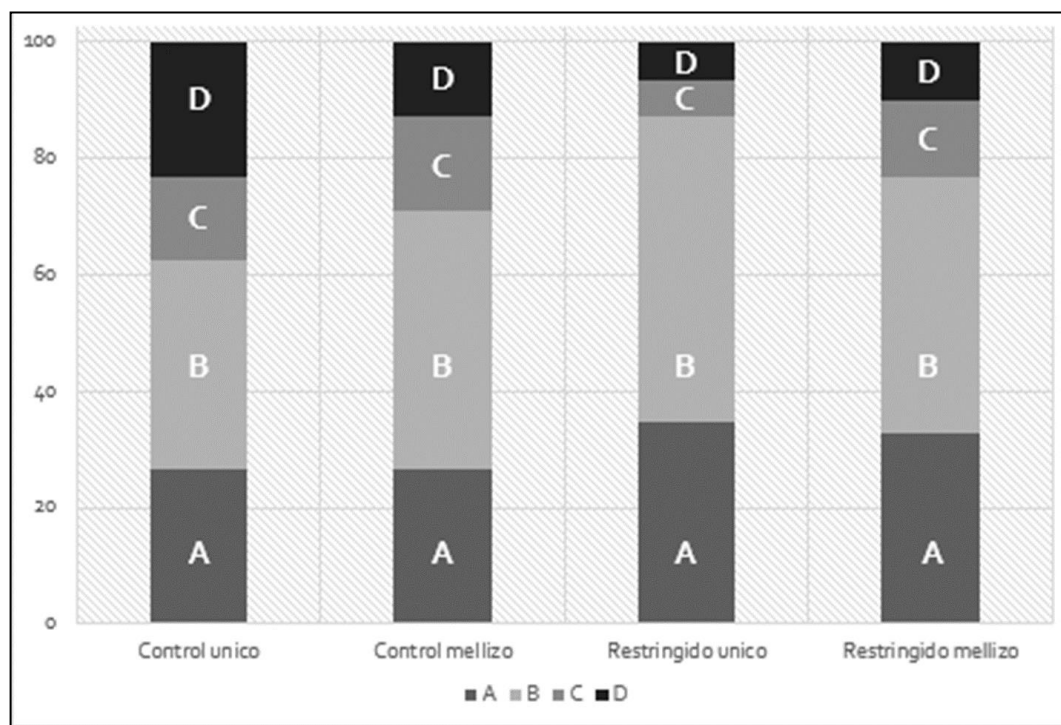 100
D D D D
C C C C
80
60
B B B B
40
20
A A A A
0
Control unico Control mellizo Restringido unico Restringido mellizo
A B C D